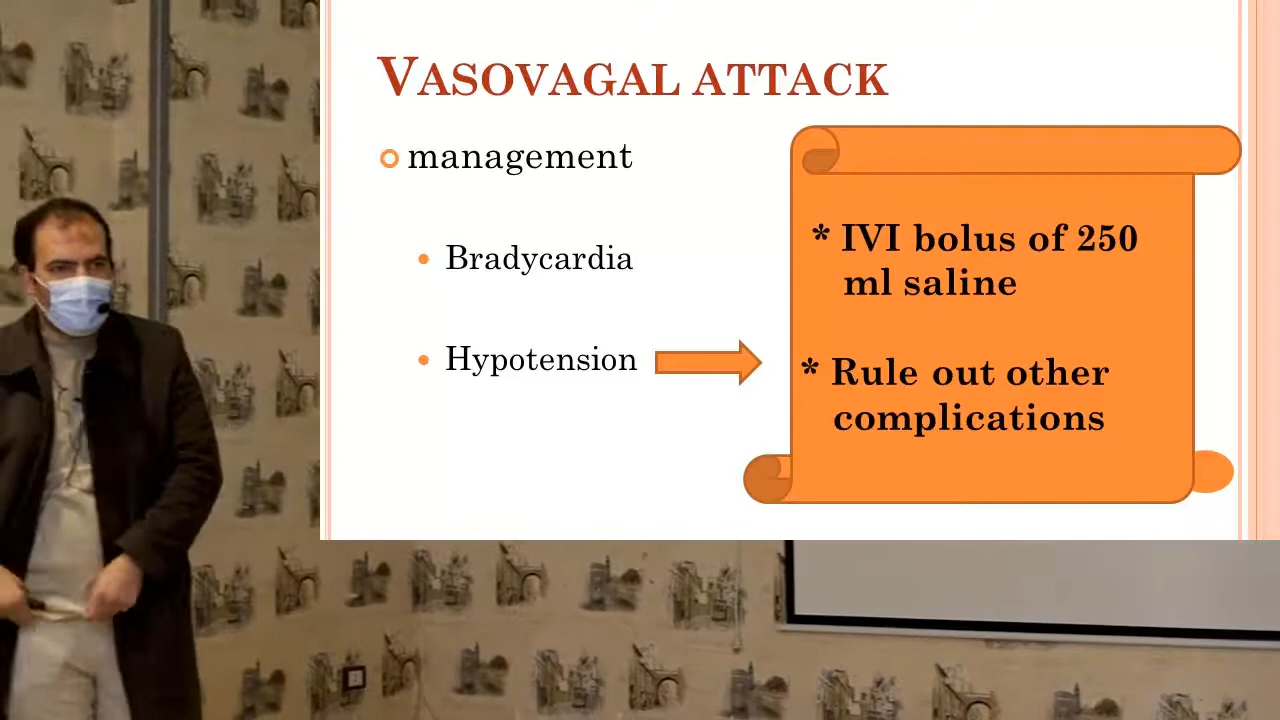 VASOVAGAL ATTACK
management
Bradycardia
Hypotension
* IVI bolus of 250
ml saline
* Rule out other
complications